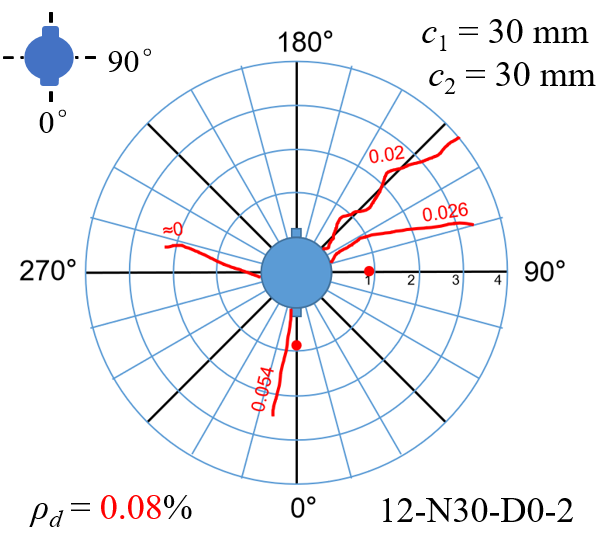 0°
90°
180°
c₁ = 30 mm
c₂ = 30 mm
0.02
0.026
≈0
270°
90°
1 2 3 4
0.054
ρ_d = 0.08%
0°
12-N30-D0-2